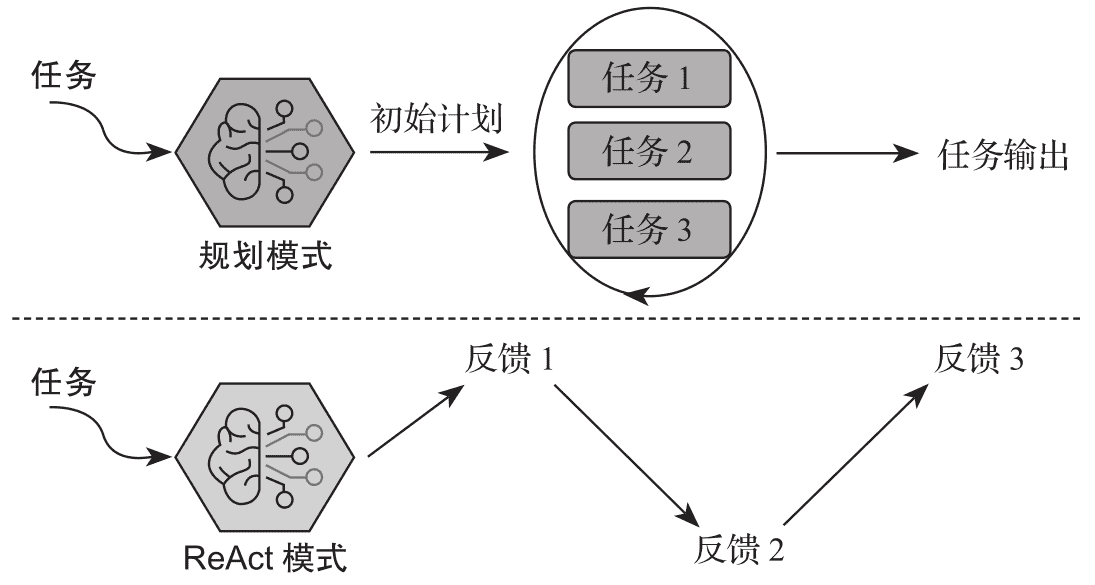 任务
初始计划
任务 1
任务 2
任务 3
任务输出
规划模式
任务
反馈 1
反馈 3
反馈 2
ReAct 模式